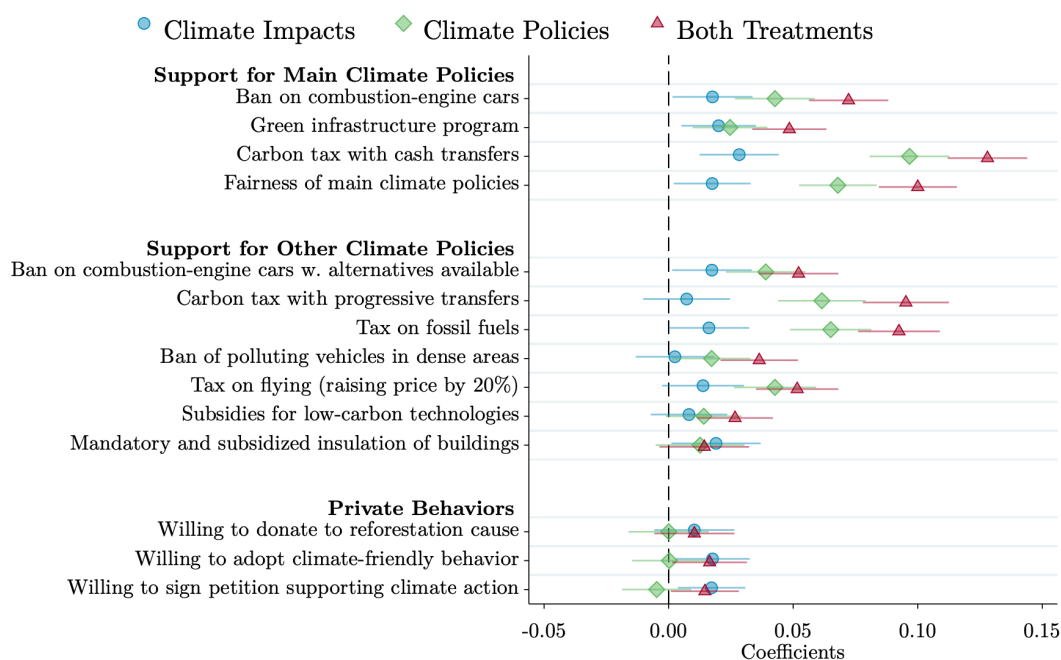 Climate Impacts Climate Policies Both Treatments
Support for Main Climate Policies
Ban on combustion-engine cars
Green infrastructure program
Carbon tax with cash transfers
Fairness of main climate policies
Support for Other Climate Policies
Ban on combustion-engine cars w. alternatives available
Carbon tax with progressive transfers
Tax on fossil fuels
Ban of polluting vehicles in dense areas
Tax on flying (raising price by 20%)
Subsidies for low-carbon technologies
Mandatory and subsidized insulation of buildings
Private Behaviors
Willing to donate to reforestation cause
Willing to adopt climate-friendly behavior
Willing to sign petition supporting climate action
-0.05 0.00 0.05 0.10 0.15
Coefficients